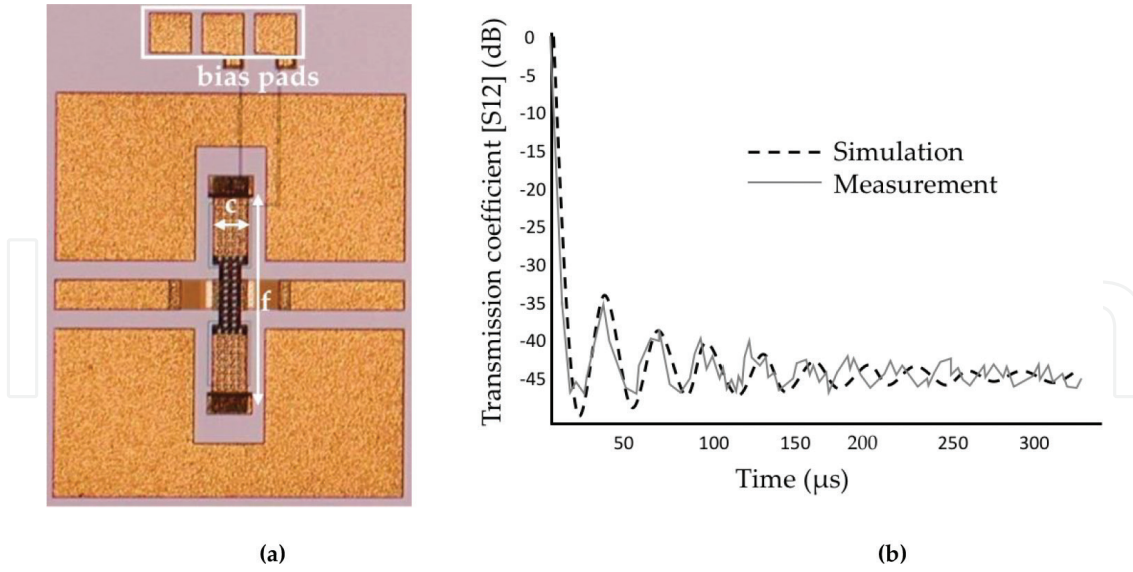 bias pads
c
f
(a)
Transmission coefficient [S12] (dB)
0
-5
-10
-15
-20
-25
-30
-35
-40
-45
Simulation
Measurement
50
100
150
200
250
300
Time (μs)
(b)